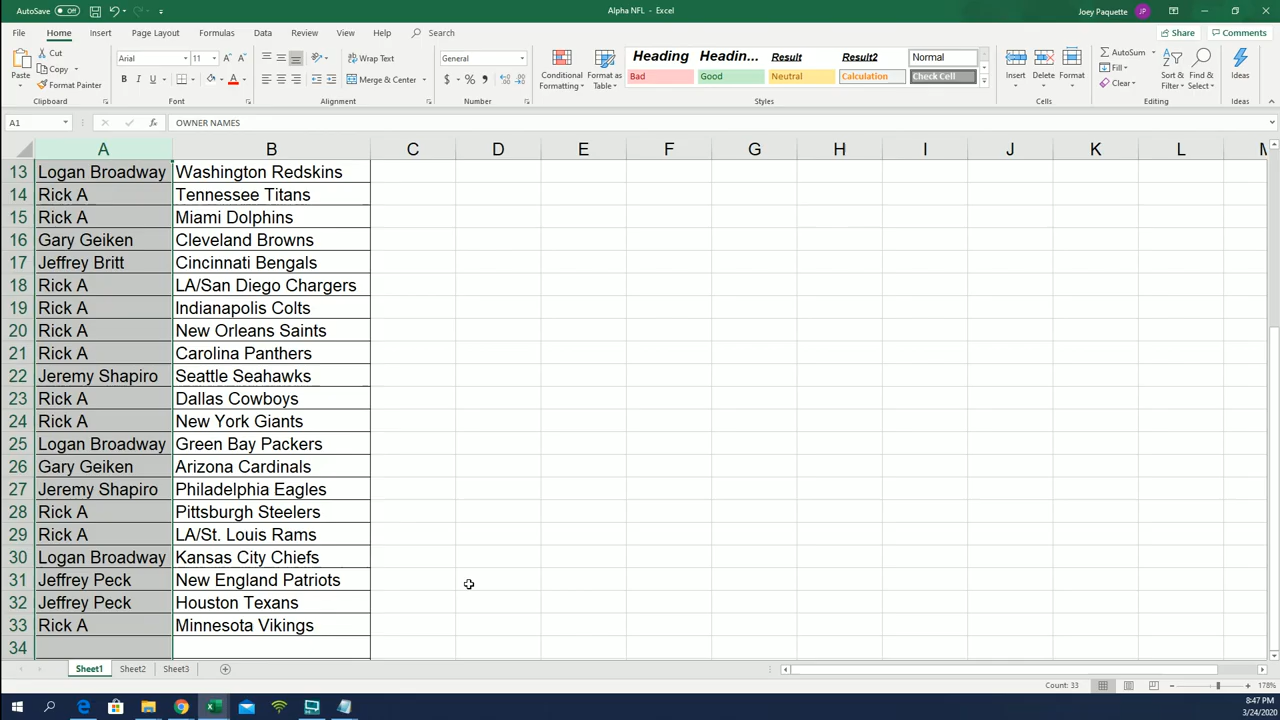 AutoSave Off Alpha NFL - Excel Joey Paquette JP
File Home Insert Page Layout Formulas Data Review View Help Search Share Comments
Paste Cut Copy Format Painter Clipboard
Arial 11 B I U A Font
Wrap Text Merge & Center Alignment
General $ % Number
Conditional Formatting Format as Table
Heading Headin... Result Result2 Normal
Bad Good Neutral Calculation Check Cell
Styles
Insert Delete Format Cells
AutoSum Fill Clear Sort & Filter Find & Select Editing
Ideas Ideas
A1 fx OWNER NAMES
A B C D E F G H I J K L M
13 Logan Broadway Washington Redskins
14 Rick A Tennessee Titans
15 Rick A Miami Dolphins
16 Gary Geiken Cleveland Browns
17 Jeffrey Britt Cincinnati Bengals
18 Rick A LA/San Diego Chargers
19 Rick A Indianapolis Colts
20 Rick A New Orleans Saints
21 Rick A Carolina Panthers
22 Jeremy Shapiro Seattle Seahawks
23 Rick A Dallas Cowboys
24 Rick A New York Giants
25 Logan Broadway Green Bay Packers
26 Gary Geiken Arizona Cardinals
27 Jeremy Shapiro Philadelphia Eagles
28 Rick A Pittsburgh Steelers
29 Rick A LA/St. Louis Rams
30 Logan Broadway Kansas City Chiefs
31 Jeffrey Peck New England Patriots
32 Jeffrey Peck Houston Texans
33 Rick A Minnesota Vikings
34
Sheet1 Sheet2 Sheet3
Count: 33 178%
8:47 PM
3/24/2020